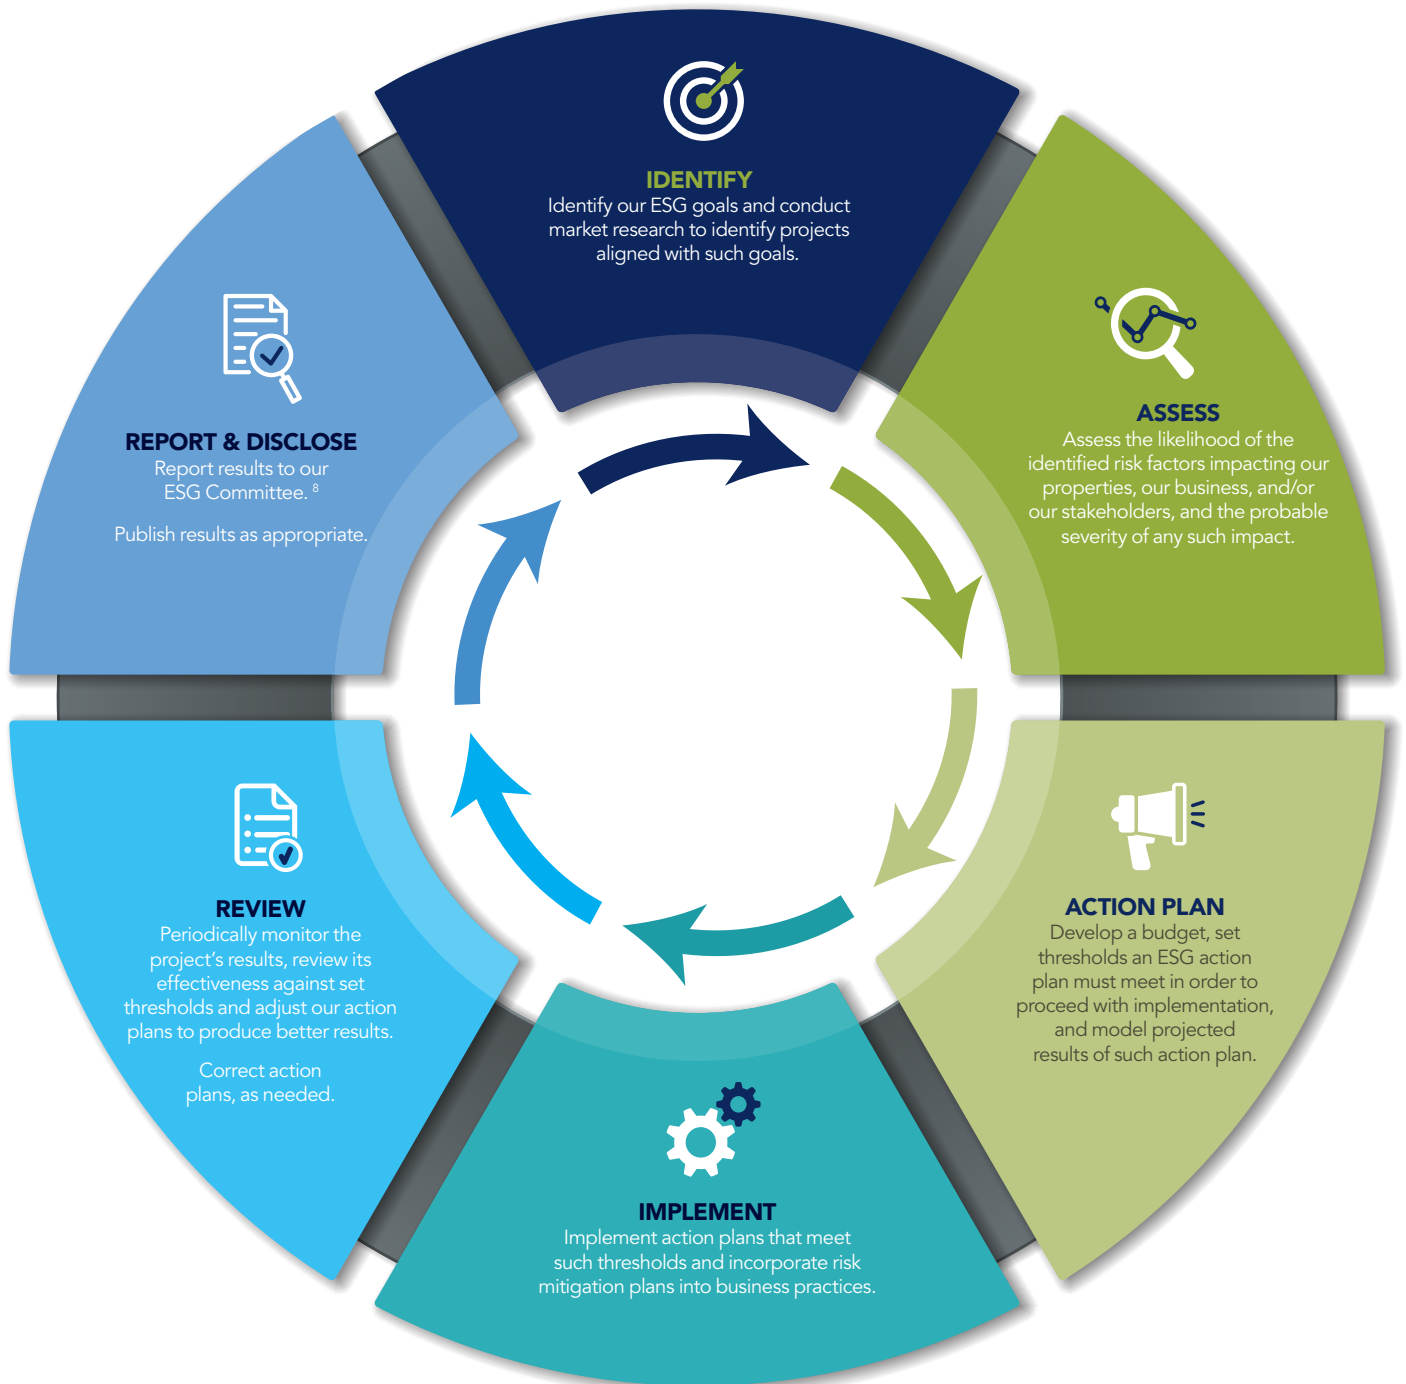 IDENTIFY
Identify our ESG goals and conduct
market research to identify projects
aligned with such goals.
ASSESS
Assess the likelihood of the
identified risk factors impacting our
properties, our business, and/or
our stakeholders, and the probable
severity of any such impact.
ACTION PLAN
Develop a budget, set
thresholds an ESG action
plan must meet in order to
proceed with implementation,
and model projected
results of such action plan.
IMPLEMENT
Implement action plans that meet
such thresholds and incorporate risk
mitigation plans into business practices.
REVIEW
Periodically monitor the
project's results, review its
effectiveness against set
thresholds and adjust our action
plans to produce better results.
Correct action
plans, as needed.
REPORT & DISCLOSE
Report results to our
ESG Committee. 8
Publish results as appropriate.